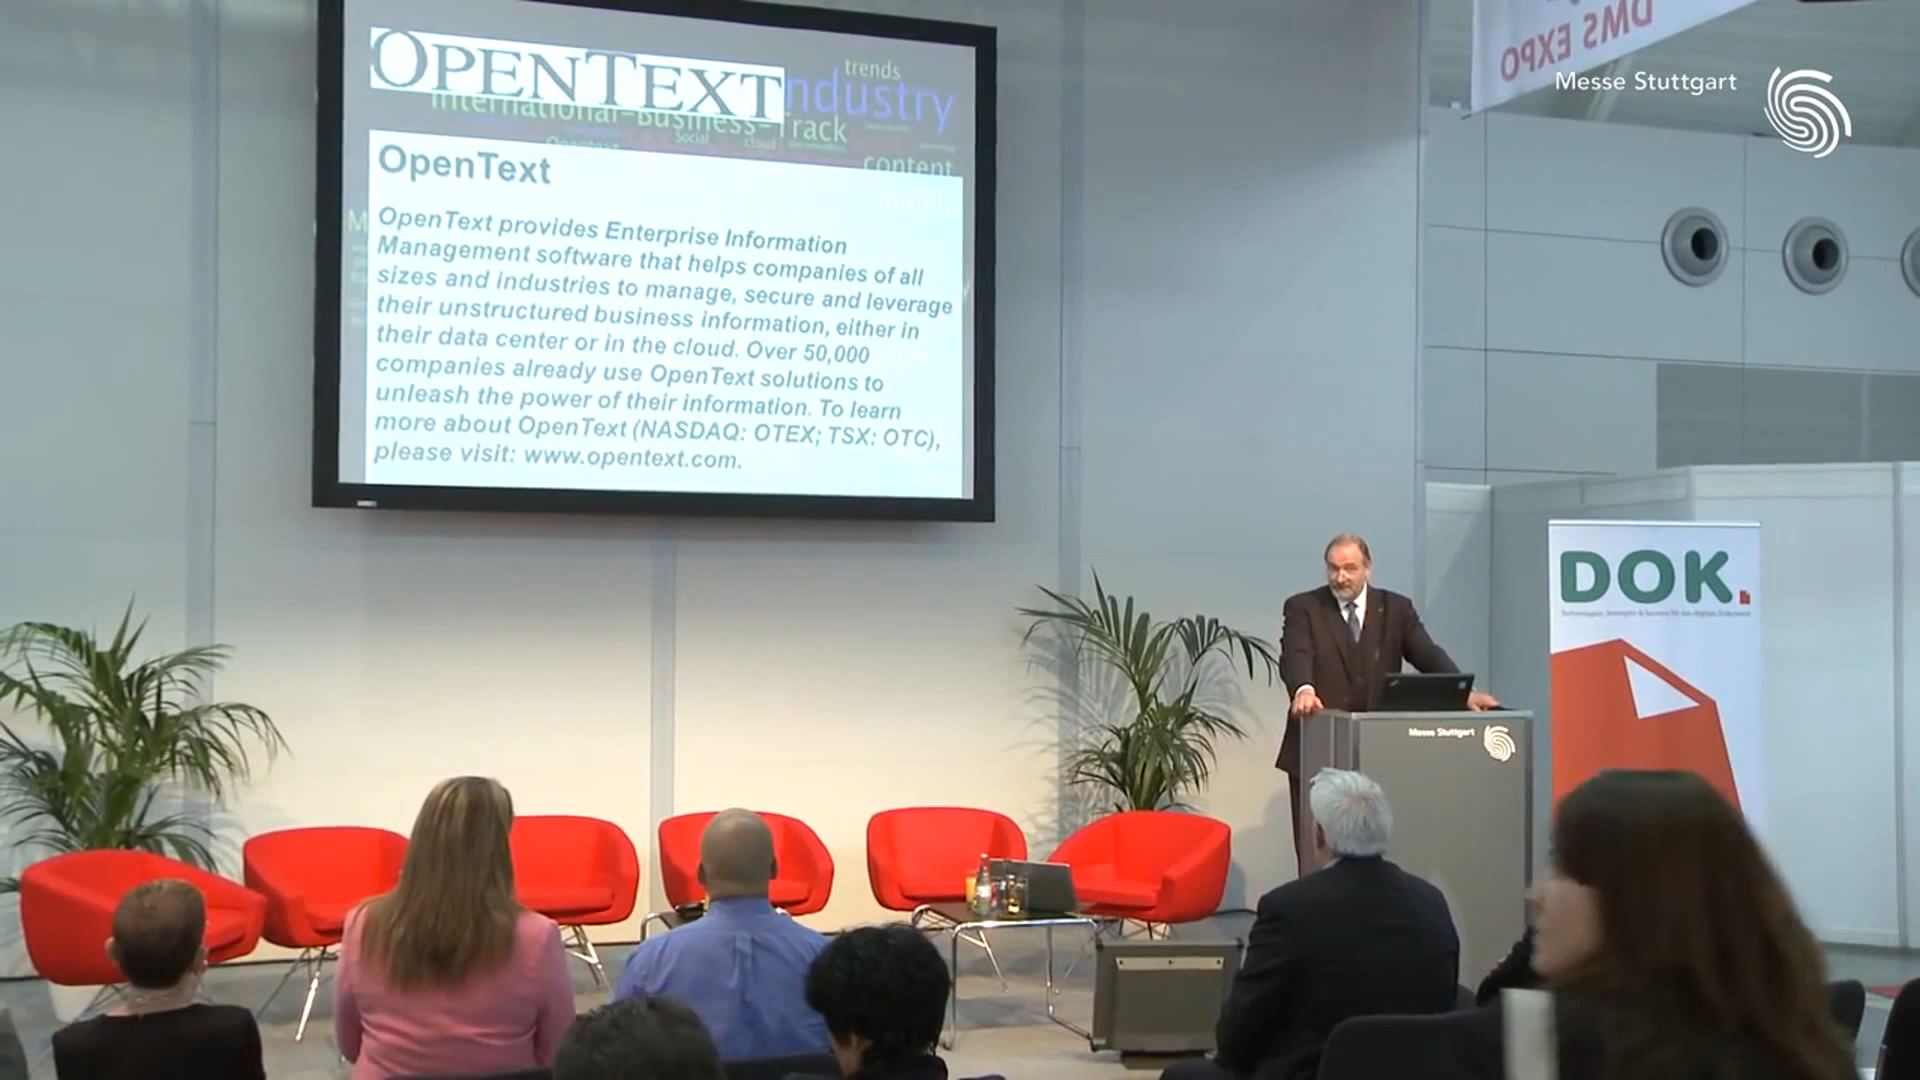 OPENTEXT
trends
Industry
International-Business-Track
Social
cloud
content
OpenText
OpenText provides Enterprise Information
Management software that helps companies of all
sizes and industries to manage, secure and leverage
their unstructured business information, either in
their data center or in the cloud. Over 50,000
companies already use OpenText solutions to
unleash the power of their information. To learn
more about OpenText (NASDAQ: OTEX; TSX: OTC),
please visit: www.opentext.com.
DMS EXPO
Messe Stuttgart
DOK.
Messe Stuttgart